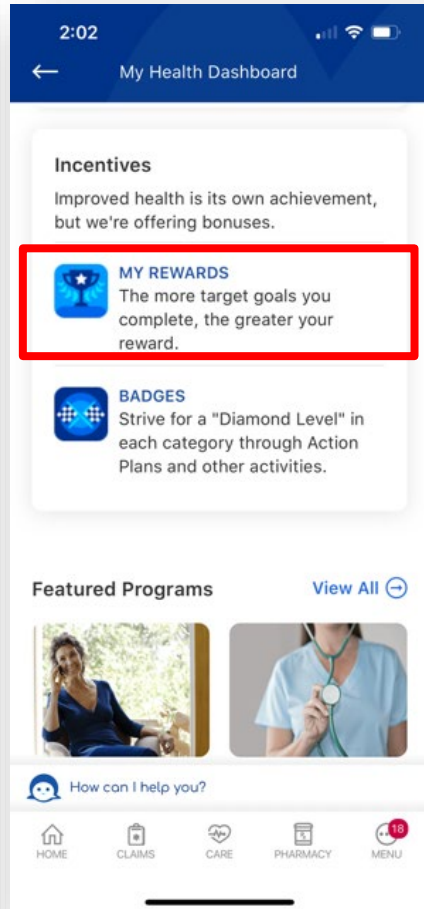 2:02
My Health Dashboard
Incentives
Improved health is its own achievement,
but we're offering bonuses.
MY REWARDS
The more target goals you
complete, the greater your
reward.
BADGES
Strive for a "Diamond Level" in
each category through Action
Plans and other activities.
Featured Programs
View All
How can I help you?
18
HOME
CLAIMS
CARE
PHARMACY
MENU